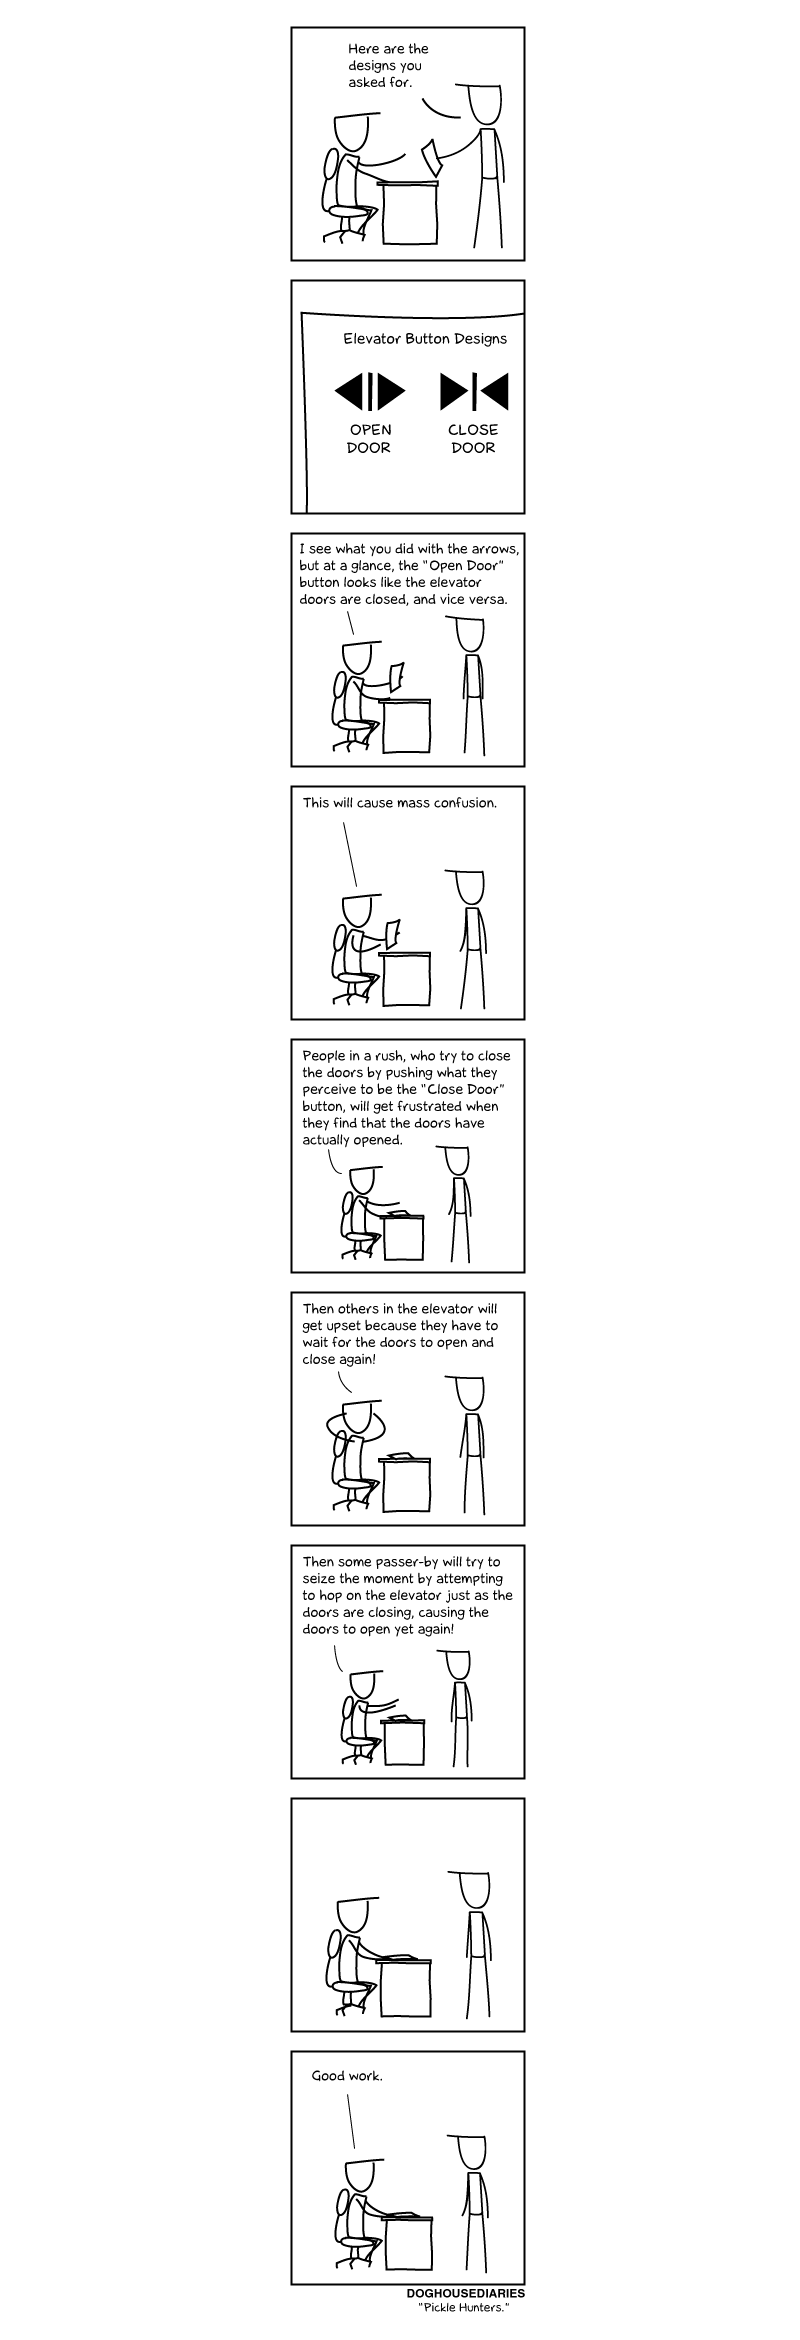 Here are the
designs you
asked for.
Elevator Button Designs
OPEN
DOOR
CLOSE
DOOR
I see what you did with the arrows,
but at a glance, the "Open Door"
button looks like the elevator
doors are closed, and vice versa.
This will cause mass confusion.
People in a rush, who try to close
the doors by pushing what they
perceive to be the "Close Door"
button, will get frustrated when
they find that the doors have
actually opened.
Then others in the elevator will
get upset because they have to
wait for the doors to open and
close again!
Then some passer-by will try to
seize the moment by attempting
to hop on the elevator just as the
doors are closing, causing the
doors to open yet again!
Good work.
DOGHOUSEDIARIES
"Pickle Hunters."